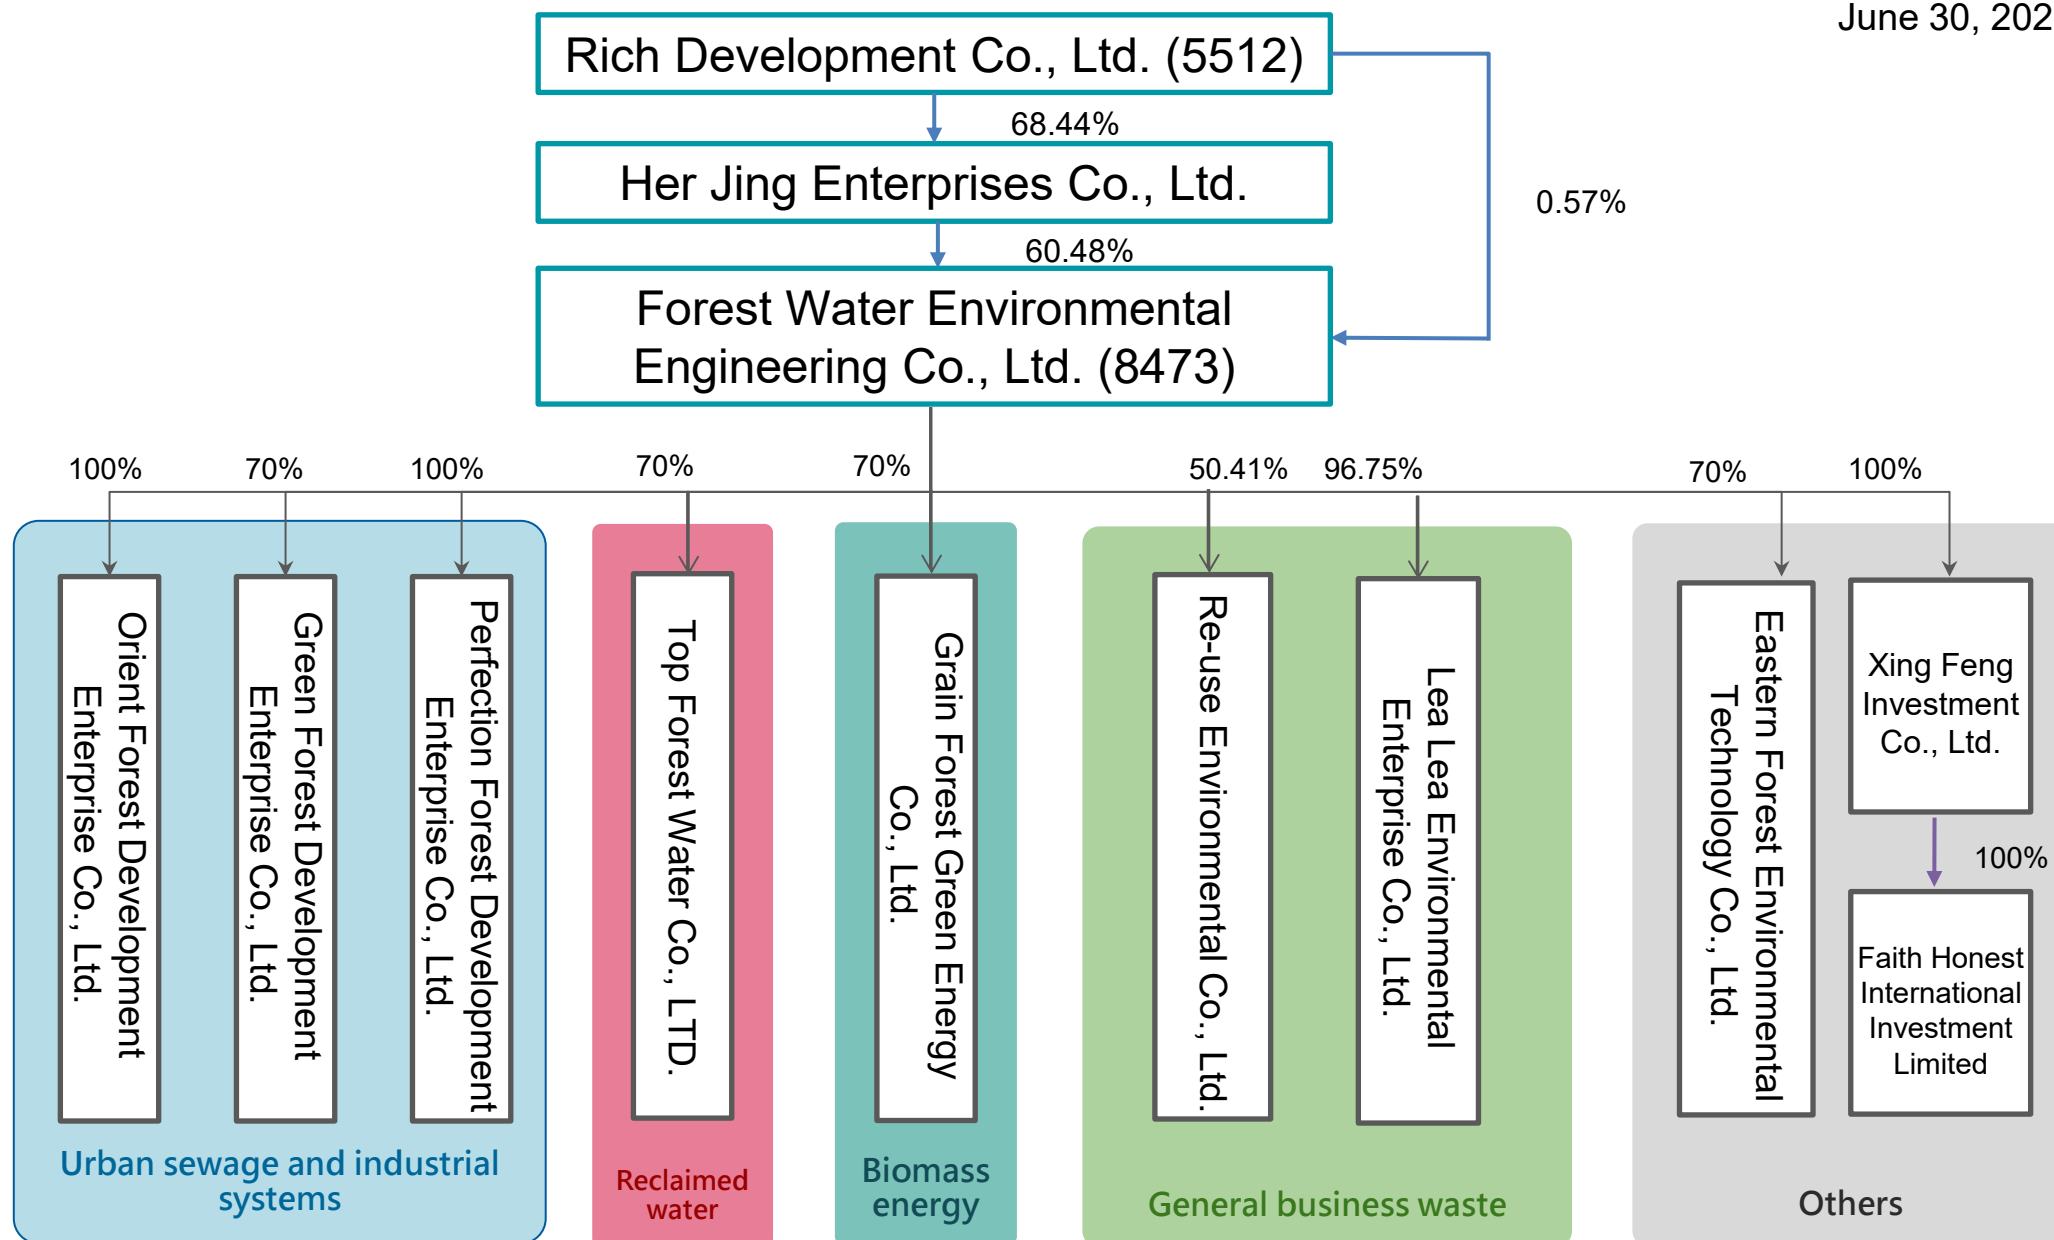 June 30, 202
Rich Development Co., Ltd. (5512)
68.44%
Her Jing Enterprises Co., Ltd.
0.57%
60.48%
Forest Water Environmental
Engineering Co., Ltd. (8473)
100%
70%
100%
70%
70%
50.41%
96.75%
70%
100%
Orient Forest Development
Enterprise Co., Ltd.
Green Forest Development
Enterprise Co., Ltd.
Perfection Forest Development
Enterprise Co., Ltd.
Urban sewage and industrial
systems
Top Forest Water Co., LTD.
Reclaimed
water
Grain Forest Green Energy
Co., Ltd.
Biomass
energy
Re-use Environmental Co., Ltd.
Lea Lea Environmental
Enterprise Co., Ltd.
General business waste
Eastern Forest Environmental
Technology Co., Ltd.
Xing Feng
Investment
Co., Ltd.
100%
Faith Honest
International
Investment
Limited
Others